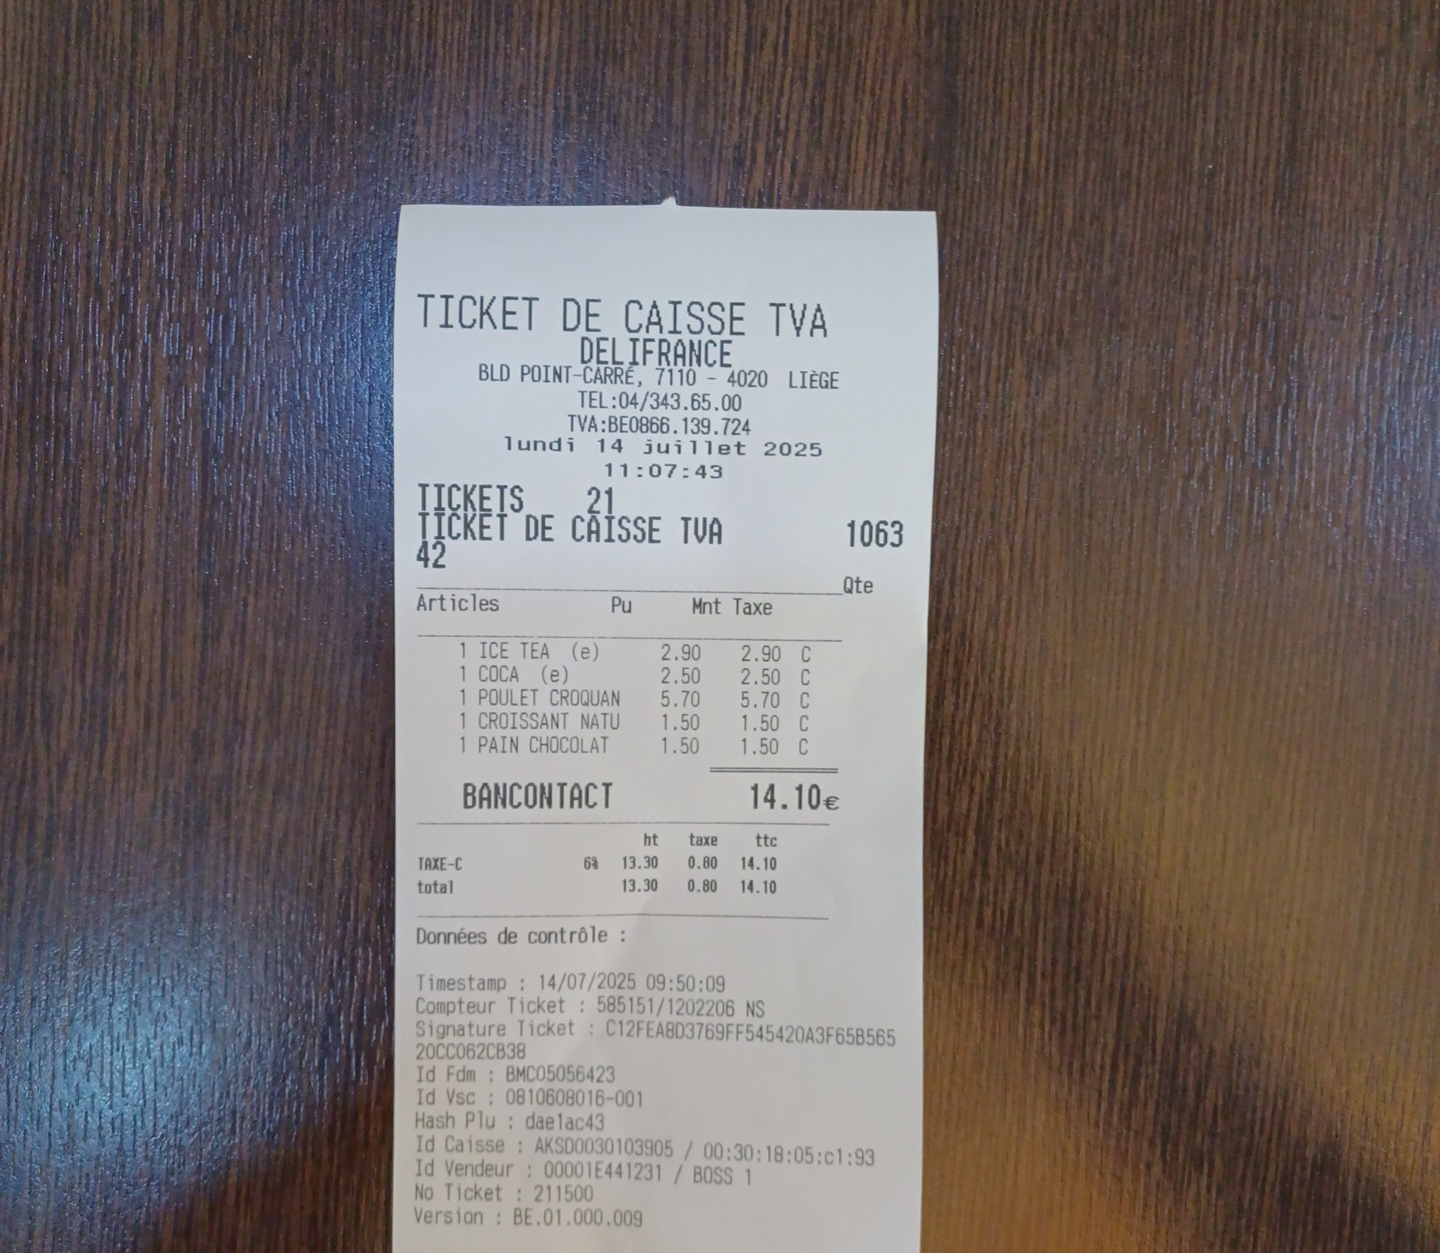 TICKET DE CAISSE TVA
DELIFRANCE
BLD POINT-CARRÉ, 7110 - 4020 LIÈGE
TEL:04/343.65.00
TVA:BE0866.139.724
lundi 14 juillet 2025
11:07:43
TICKETS 21
TICKET DE CAISSE TVA 1063
42
Qte
Articles Pu Mnt Taxe
1 ICE TEA (e) 2.90 2.90 C
1 COCA (e) 2.50 2.50 C
1 POULET CROQUAN 5.70 5.70 C
1 CROISSANT NATU 1.50 1.50 C
1 PAIN CHOCOLAT 1.50 1.50 C
BANCONTACT 14.10€
ht taxe ttc
TAXE-C 6% 13.30 0.80 14.10
total 13.30 0.80 14.10
Données de contrôle :
Timestamp : 14/07/2025 09:50:09
Compteur Ticket : 585151/1202206 NS
Signature Ticket : C12FEA8D3769FF545420A3F65B565
20CC062CB38
Id Fdm : BMC05056423
Id Vsc : 0810608016-001
Hash Plu : dae1ac43
Id Caisse : AKSD0030103905 / 00:30:18:05:c1:93
Id Vendeur : 00001E441231 / BOSS 1
No Ticket : 211500
Version : BE.01.000.009